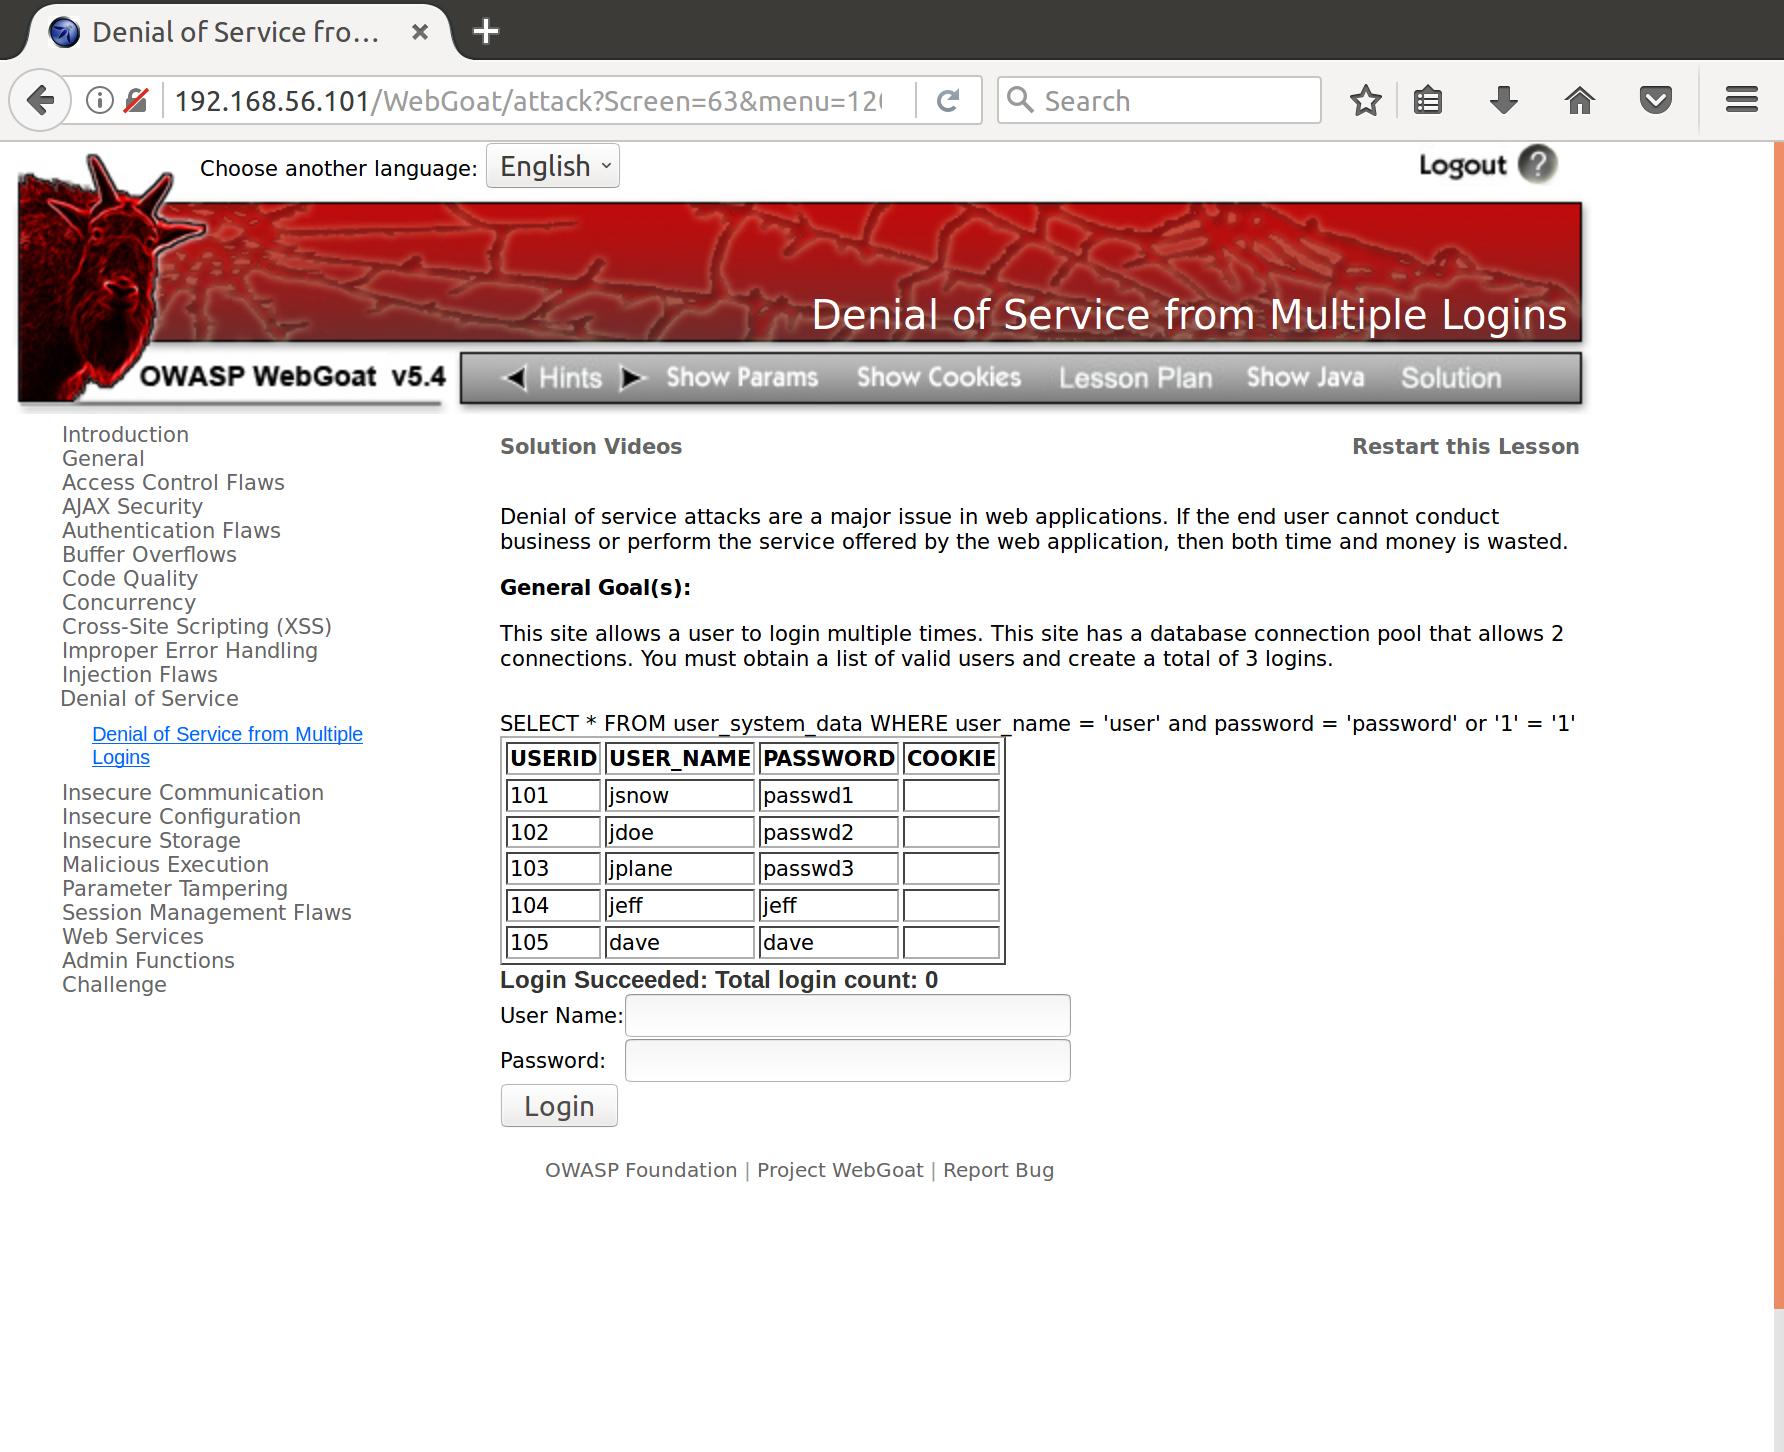 Denial of Service fro...
192.168.56.101/WebGoat/attack?Screen=63&menu=120
Search
Choose another language: English
Logout ?
Denial of Service from Multiple Logins
OWASP WebGoat v5.4
Hints Show Params Show Cookies Lesson Plan Show Java Solution
Introduction
General
Access Control Flaws
AJAX Security
Authentication Flaws
Buffer Overflows
Code Quality
Concurrency
Cross-Site Scripting (XSS)
Improper Error Handling
Injection Flaws
Denial of Service
Denial of Service from Multiple
Logins
Insecure Communication
Insecure Configuration
Insecure Storage
Malicious Execution
Parameter Tampering
Session Management Flaws
Web Services
Admin Functions
Challenge
Solution Videos Restart this Lesson
Denial of service attacks are a major issue in web applications. If the end user cannot conduct
business or perform the service offered by the web application, then both time and money is wasted.
General Goal(s):
This site allows a user to login multiple times. This site has a database connection pool that allows 2
connections. You must obtain a list of valid users and create a total of 3 logins.
SELECT * FROM user_system_data WHERE user_name = 'user' and password = 'password' or '1' = '1'
USERID USER_NAME PASSWORD COOKIE
101 jsnow passwd1
102 jdoe passwd2
103 jplane passwd3
104 jeff jeff
105 dave dave
Login Succeeded: Total login count: 0
User Name:
Password:
Login
OWASP Foundation | Project WebGoat | Report Bug